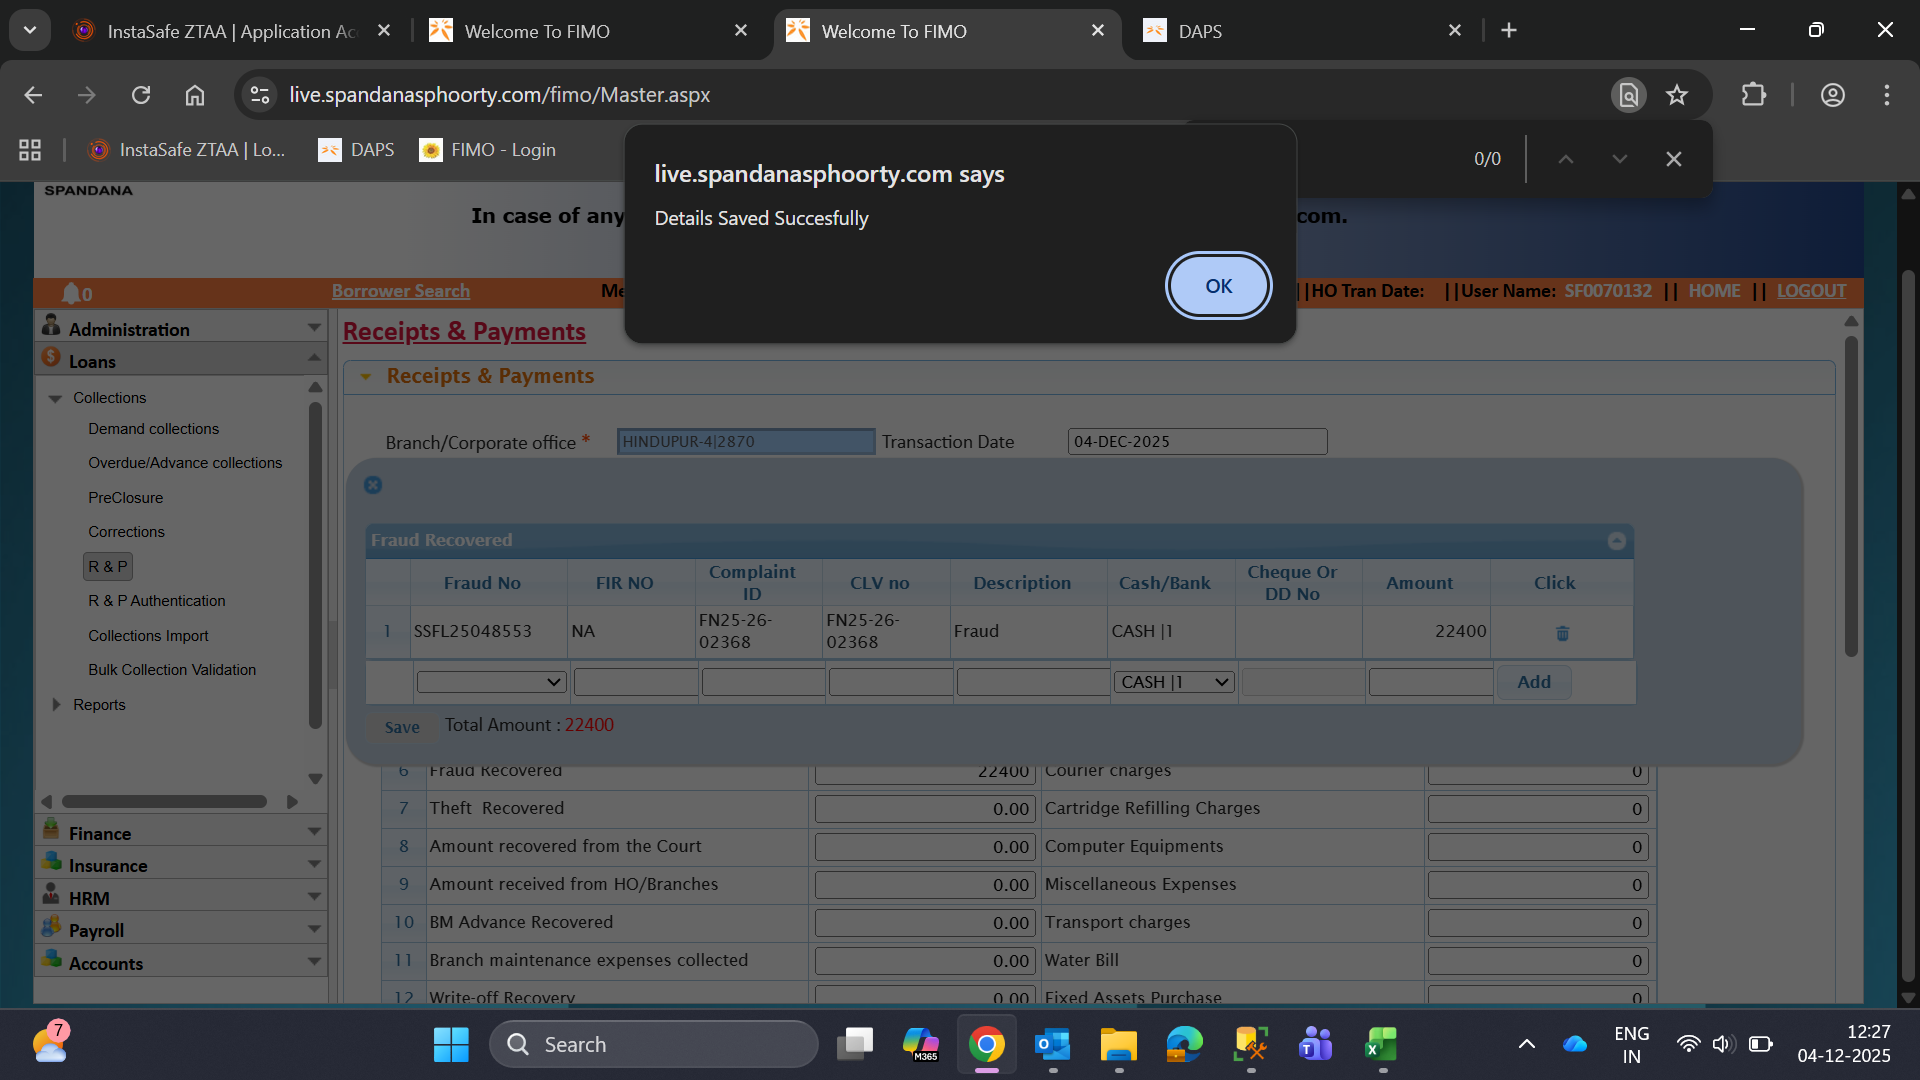 InstaSafe ZTAA | Application Acc
Welcome To FIMO
Welcome To FIMO
DAPS
live.spandanasphoorty.com/fimo/Master.aspx
InstaSafe ZTAA | Lo...
DAPS
FIMO - Login
0/0
live.spandanasphoorty.com says
Details Saved Succesfully
OK
SPANDANA
In case of any
com.
0
Borrower Search
||HO Tran Date: ||User Name: SF0070132 || HOME || LOGOUT
Administration
Loans
Collections
Demand collections
Overdue/Advance collections
PreClosure
Corrections
R & P
R & P Authentication
Collections Import
Bulk Collection Validation
Reports
Finance
Insurance
HRM
Payroll
Accounts
Receipts & Payments
Receipts & Payments
Branch/Corporate office * HINDUPUR-4|2870 Transaction Date 04-DEC-2025
Fraud Recovered
Fraud No FIR NO Complaint ID CLV no Description Cash/Bank Cheque Or DD No Amount Click
1 SSFL25048553 NA FN25-26-02368 FN25-26-02368 Fraud CASH |1 22400
CASH |1 Add
Save Total Amount : 22400
6 Fraud Recovered 22400 Courier charges 0
7 Theft Recovered 0.00 Cartridge Refilling Charges 0
8 Amount recovered from the Court 0.00 Computer Equipments 0
9 Amount received from HO/Branches 0.00 Miscellaneous Expenses 0
10 BM Advance Recovered 0.00 Transport charges 0
11 Branch maintenance expenses collected 0.00 Water Bill 0
12 Write-off Recovery 0.00 Fixed Assets Purchase 0
7
Search
M365
ENG
IN
12:27
04-12-2025